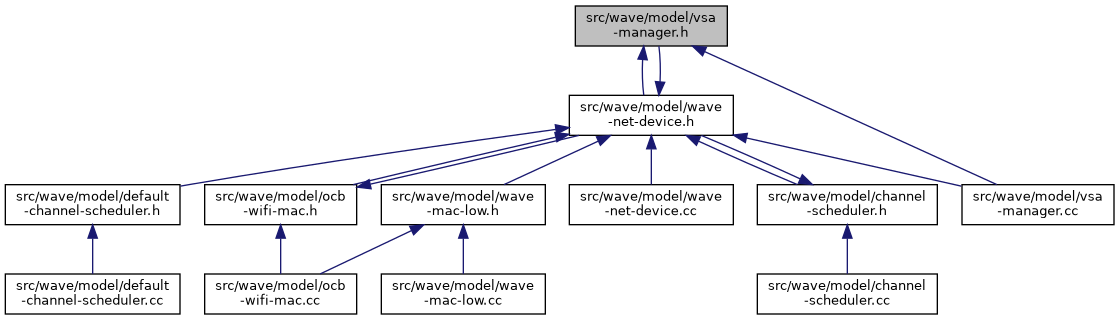 src/wave/model/vsa
-manager.h
src/wave/model/wave
-net-device.h
src/wave/model/default
-channel-scheduler.h
src/wave/model/ocb
-wifi-mac.h
src/wave/model/wave
-mac-low.h
src/wave/model/wave
-net-device.cc
src/wave/model/channel
-scheduler.h
src/wave/model/vsa
-manager.cc
src/wave/model/default
-channel-scheduler.cc
src/wave/model/ocb
-wifi-mac.cc
src/wave/model/wave
-mac-low.cc
src/wave/model/channel
-scheduler.cc